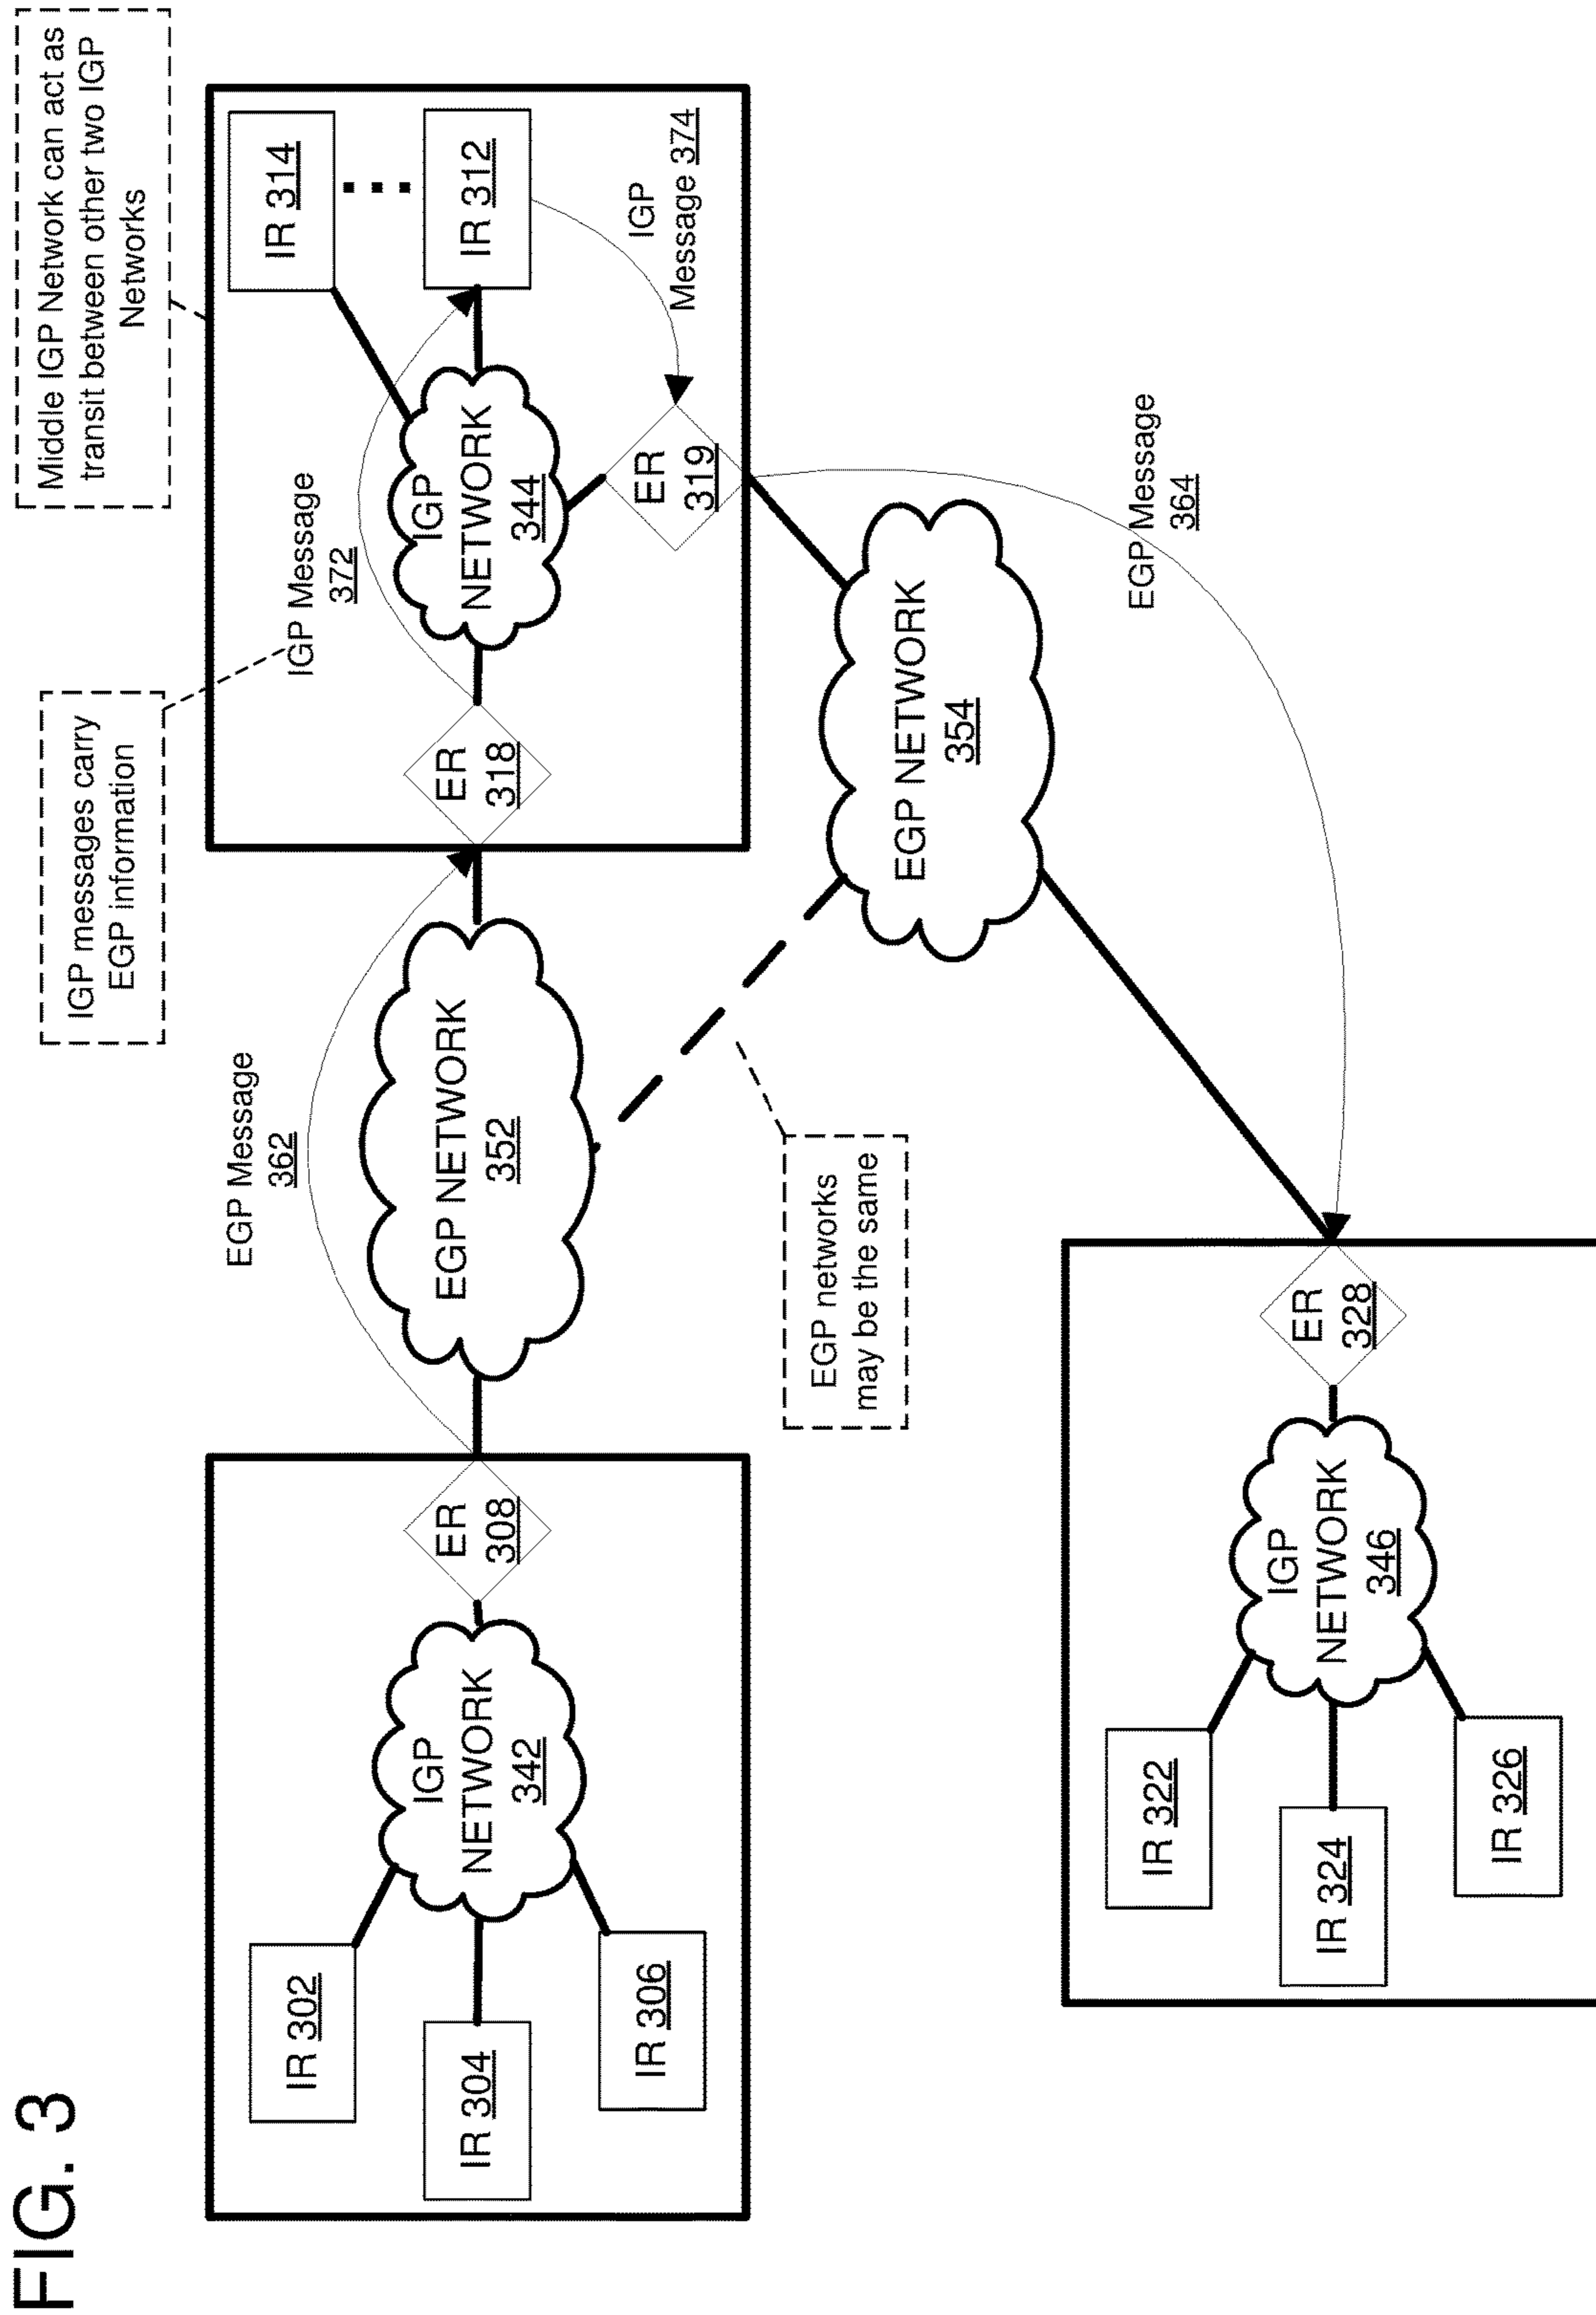 FIG. 3
IR 302
IR 304
IR 306
IGP
NETWORK
342
ER
308
EGP Message
362
EGP NETWORK
352
IGP messages carry
EGP information
ER
318
IGP Message
372
IGP
NETWORK
344
Middle IGP Network can act as
transit between other two IGP
Networks
IR 314
IR 312
IGP
Message 374
ER
319
EGP networks
may be the same
EGP NETWORK
354
EGP Message
364
IR 322
IR 324
IR 326
IGP
NETWORK
346
ER
328